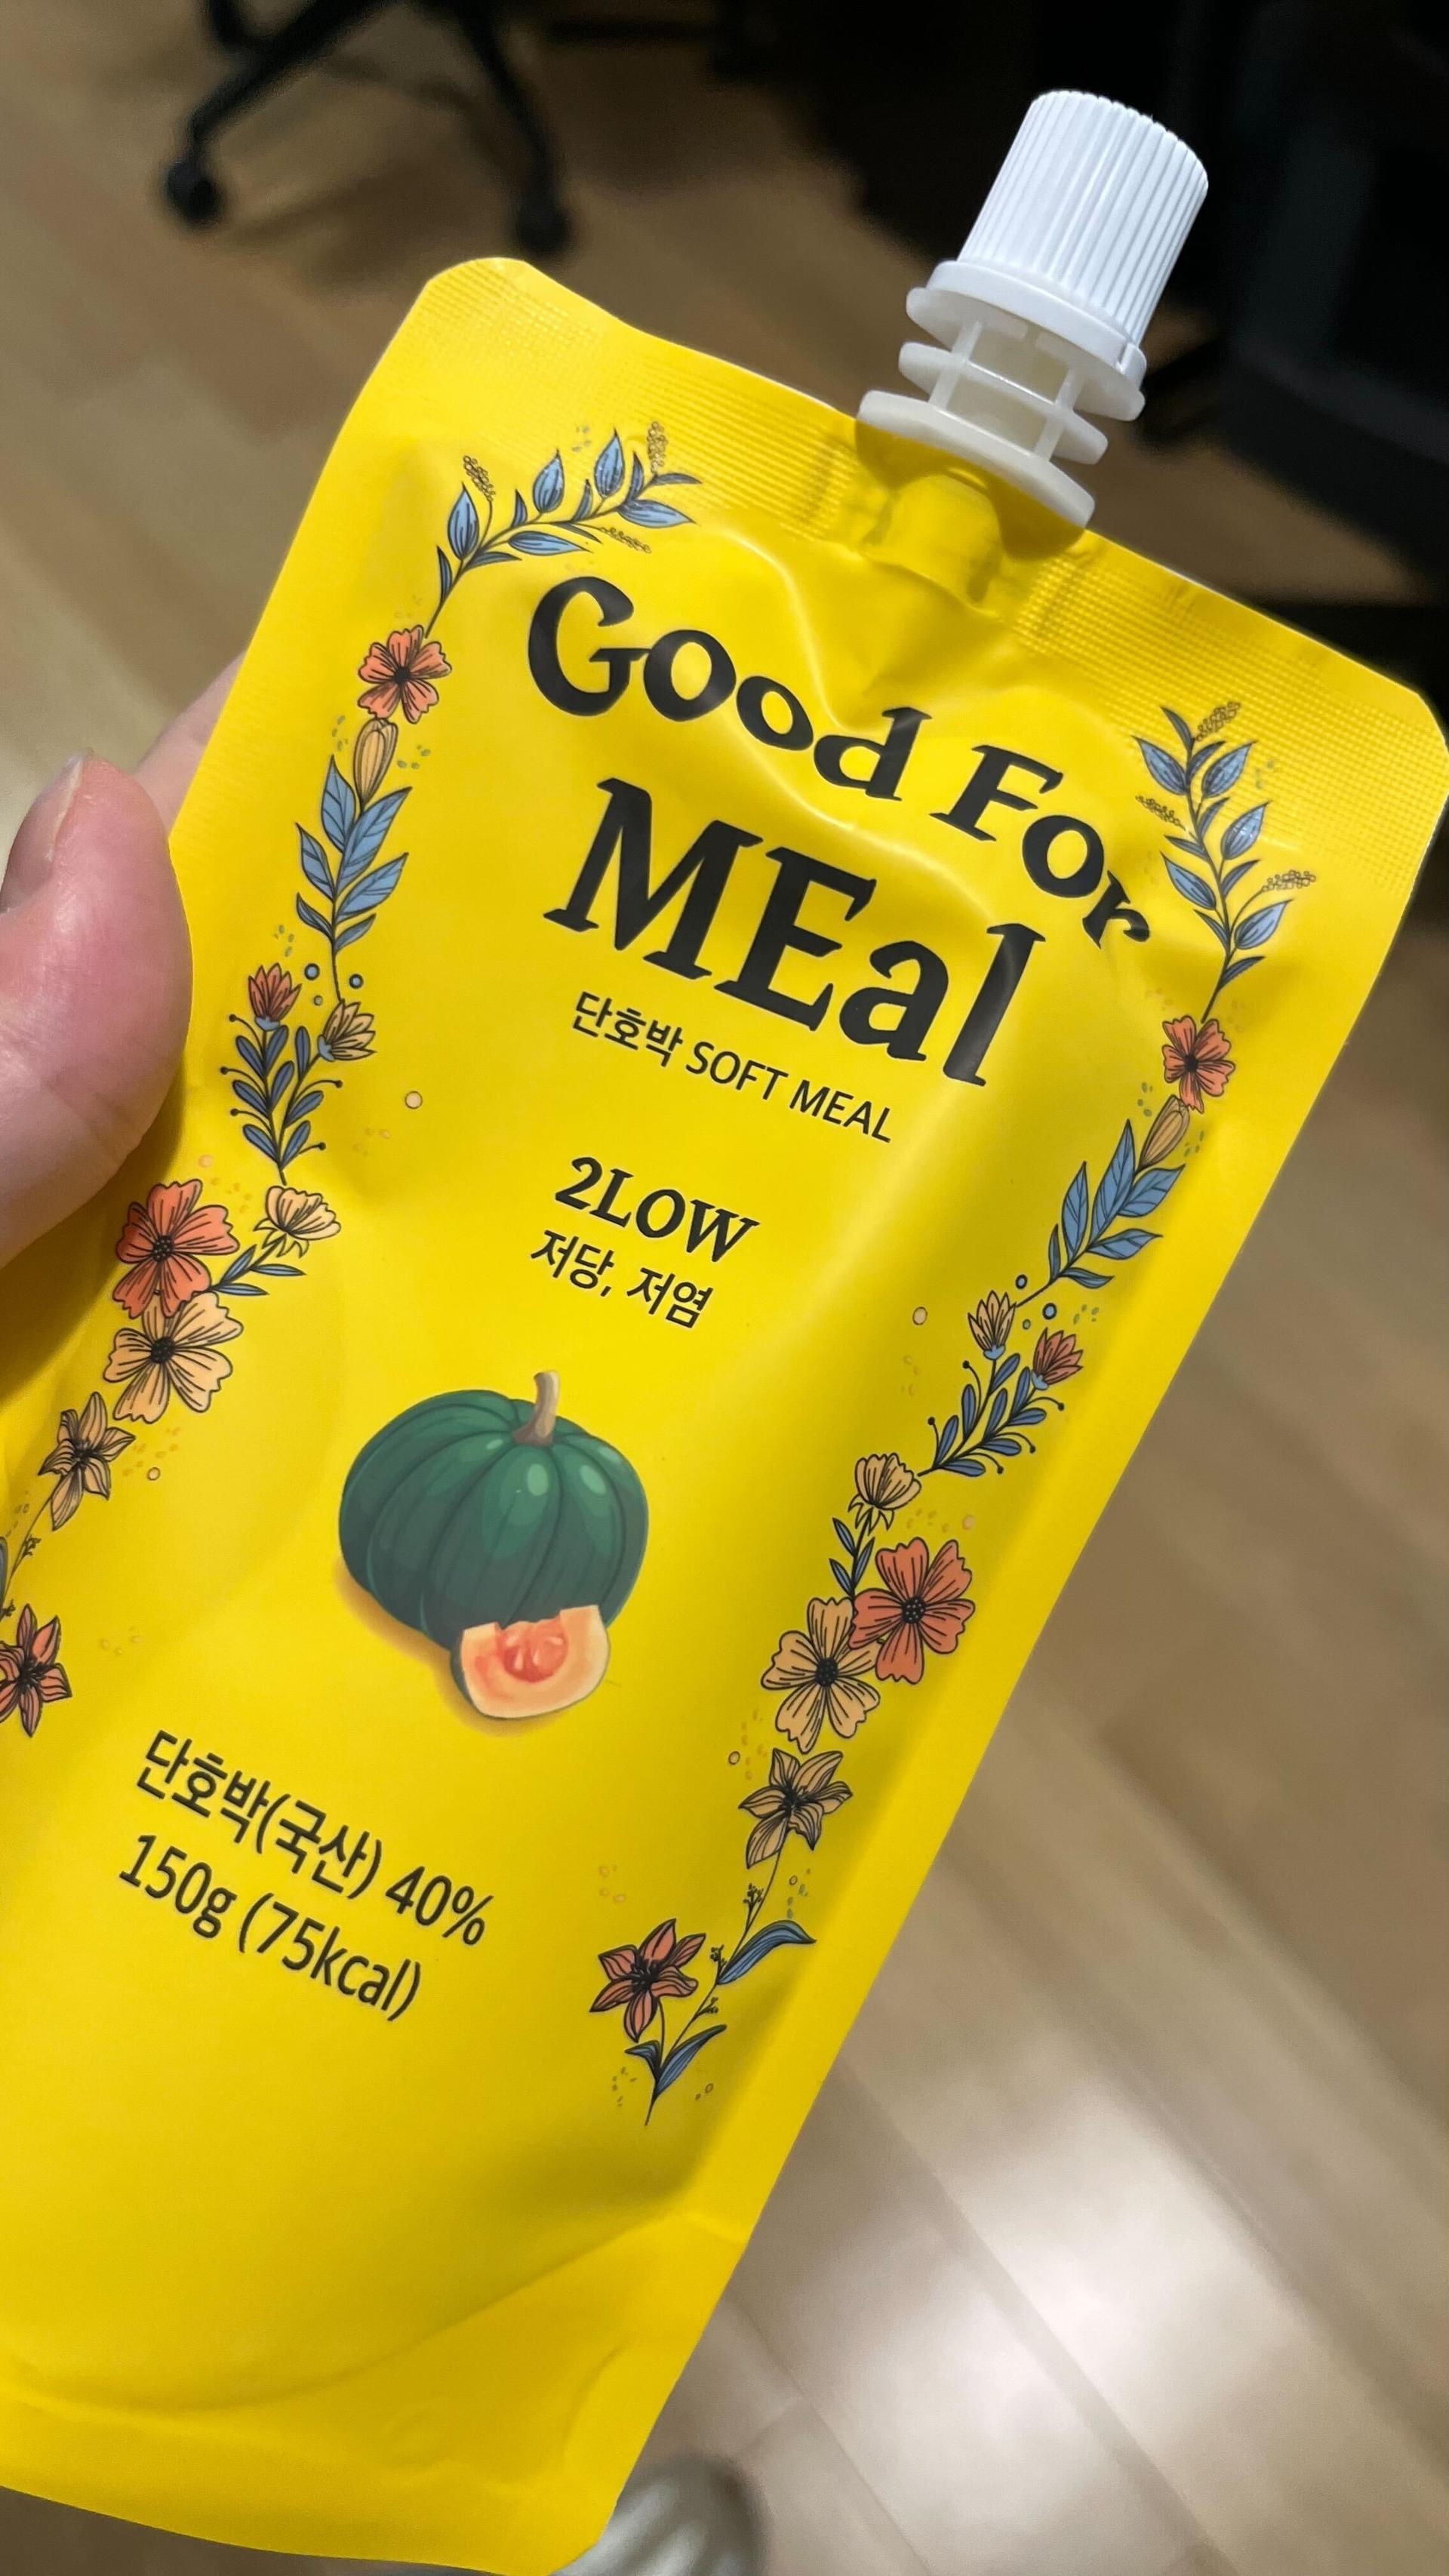 Good For
MEal
단호박 SOFT MEAL
2LOW
저당, 저염
단호박(국산) 40%
150g (75kcal)